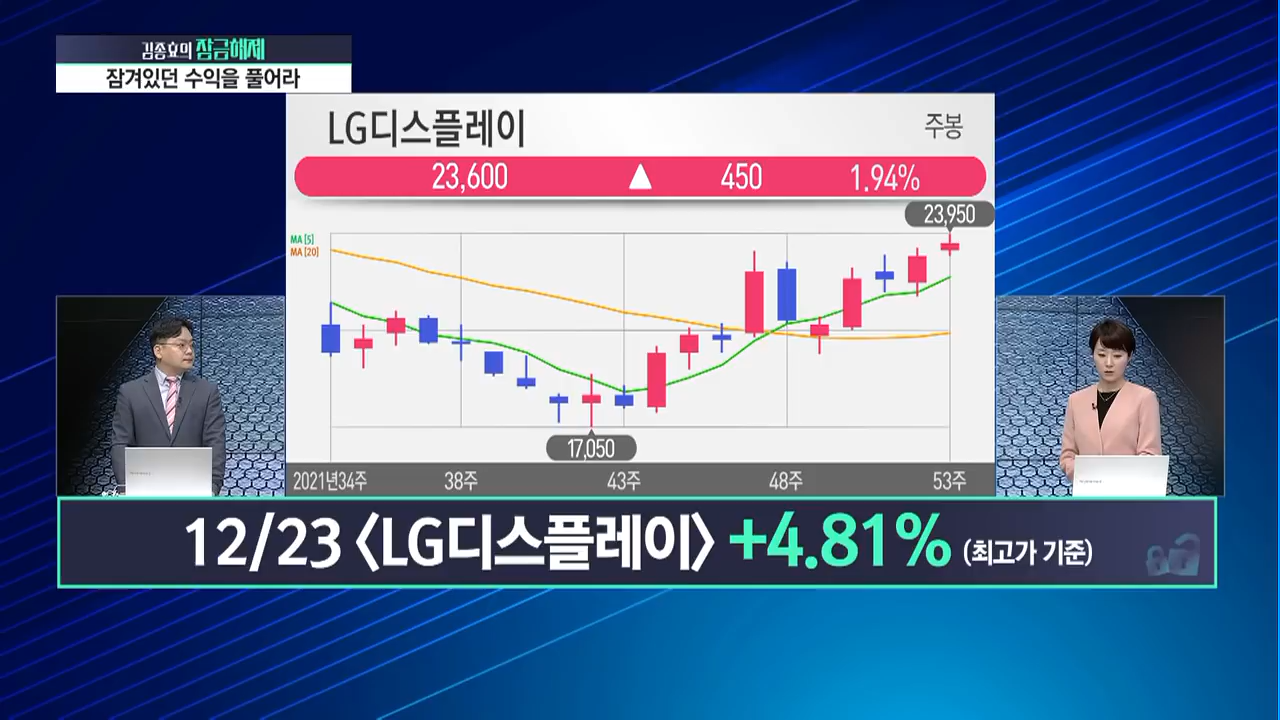 김종효의 잠금해제
잠겨있던 수익을 풀어라
LG디스플레이 주봉
23,600 ▲ 450 1.94%
23,950
MA [5]
MA [20]
17,050
2021년34주 38주 43주 48주 53주
12/23 〈LG디스플레이〉 +4.81% (최고가 기준)